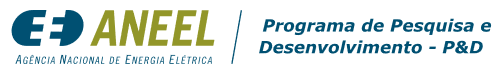 ANEEL
AGÊNCIA NACIONAL DE ENERGIA ELÉTRICA
Programa de Pesquisa e
Desenvolvimento - P&D